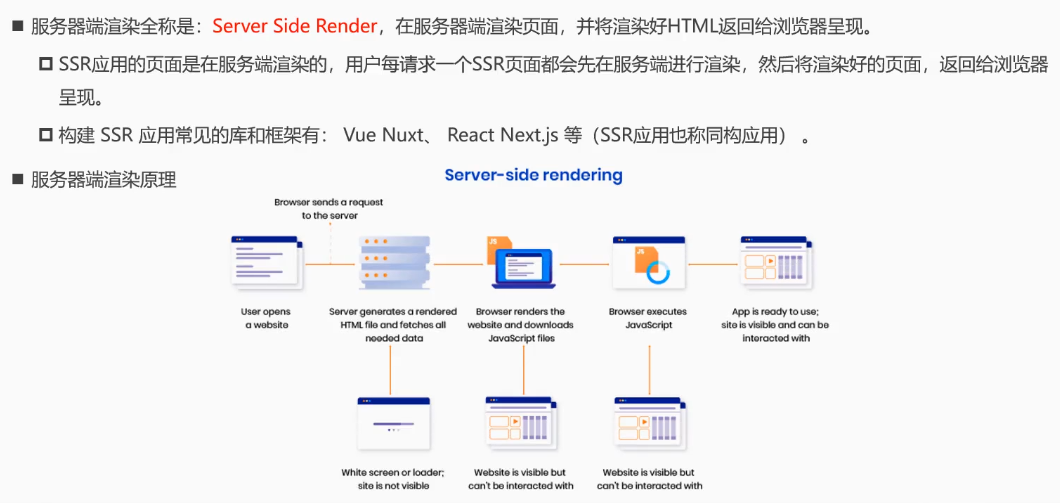 服务器端渲染全称是：Server Side Render，在服务器端渲染页面，并将渲染好HTML返回给浏览器呈现。
SSR应用的页面是在服务端渲染的，用户每请求一个SSR页面都会先在服务端进行渲染，然后将渲染好的页面，返回给浏览器
呈现。
构建 SSR 应用常见的库和框架有： Vue Nuxt、 React Next.js 等（SSR应用也称同构应用） 。
服务器端渲染原理
Server-side rendering
Browser sends a request
to the server
JS
JS
User opens
a website
Server generates a rendered
HTML file and fetches all
needed data
Browser renders the
website and downloads
JavaScript files
Browser executes
JavaScript
App is ready to use;
site is visible and can be
interacted with
White screen or loader;
site is not visible
Website is visible but
can't be interacted with
Website is visible but
can't be interacted with